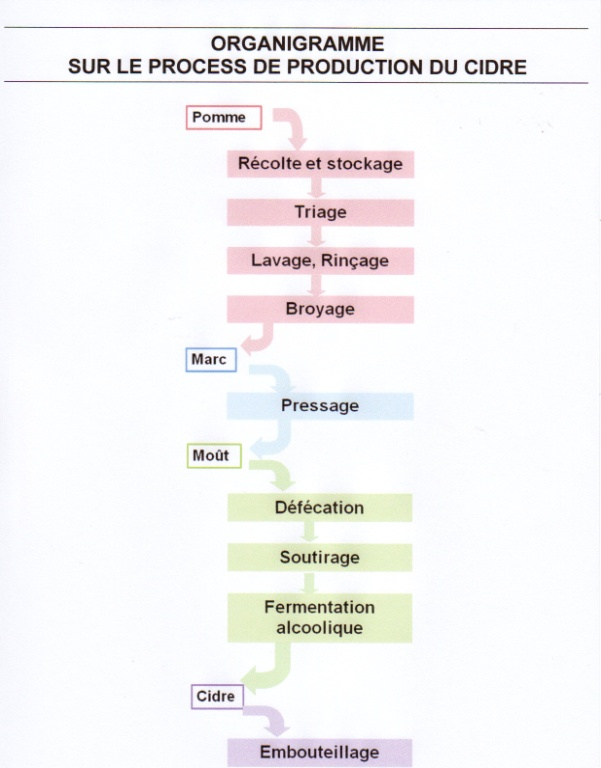 ORGANIGRAMME
SUR LE PROCESS DE PRODUCTION DU CIDRE
Pomme
Récolte et stockage
Triage
Lavage, Rinçage
Broyage
Marc
Pressage
Moût
Défécation
Soutirage
Fermentation
alcoolique
Cidre
Embouteillage